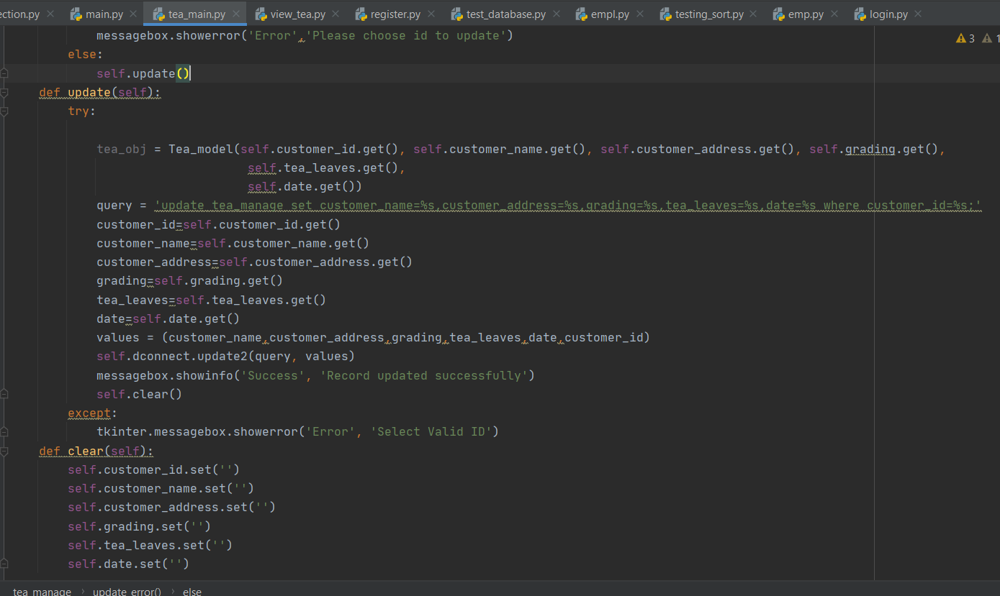 ction.py main.py tea_main.py view_tea.py register.py test_database.py empl.py testing_sort.py emp.py login.py
messagebox.showerror('Error','Please choose id to update')
3 1
else:
self.update()
def update(self):
try:
tea_obj = Tea_model(self.customer_id.get(), self.customer_name.get(), self.customer_address.get(), self.grading.get(),
self.tea_leaves.get(),
self.date.get())
query = 'update tea_manage set customer_name=%s,customer_address=%s,grading=%s,tea_leaves=%s,date=%s where customer_id=%s;'
customer_id=self.customer_id.get()
customer_name=self.customer_name.get()
customer_address=self.customer_address.get()
grading=self.grading.get()
tea_leaves=self.tea_leaves.get()
date=self.date.get()
values = (customer_name,customer_address,grading,tea_leaves,date,customer_id)
self.dconnect.update2(query, values)
messagebox.showinfo('Success', 'Record updated successfully')
self.clear()
except:
tkinter.messagebox.showerror('Error', 'Select Valid ID')
def clear(self):
self.customer_id.set('')
self.customer_name.set('')
self.customer_address.set('')
self.grading.set('')
self.tea_leaves.set('')
self.date.set('')
tea_manage › update_error() › else